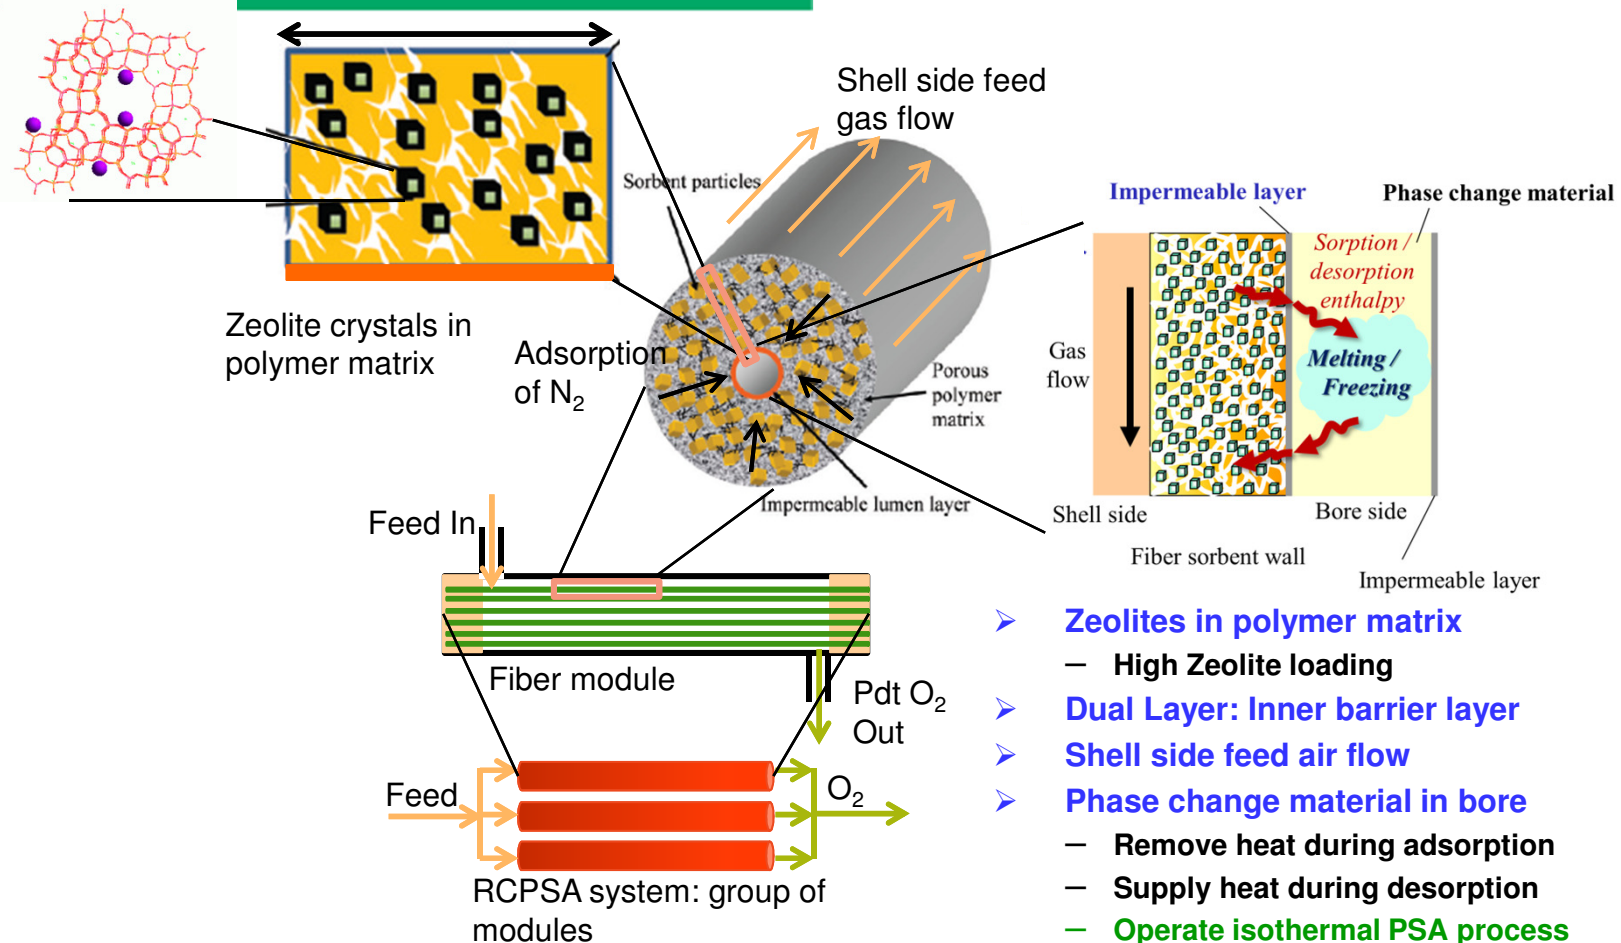 Shell side feed
gas flow
Sorbent particles
Zeolite crystals in
polymer matrix
Adsorption
of N2
Porous
polymer
matrix
Impermeable lumen layer
Impermeable layer
Phase change material
Sorption /
desorption
enthalpy
Melting /
Freezing
Gas
flow
Shell side
Bore side
Fiber sorbent wall
Impermeable layer
Feed In
Fiber module
Pdt O2
Out
Feed
O2
RCPSA system: group of
modules
➢ Zeolites in polymer matrix
– High Zeolite loading
➢ Dual Layer: Inner barrier layer
➢ Shell side feed air flow
➢ Phase change material in bore
– Remove heat during adsorption
– Supply heat during desorption
– Operate isothermal PSA process